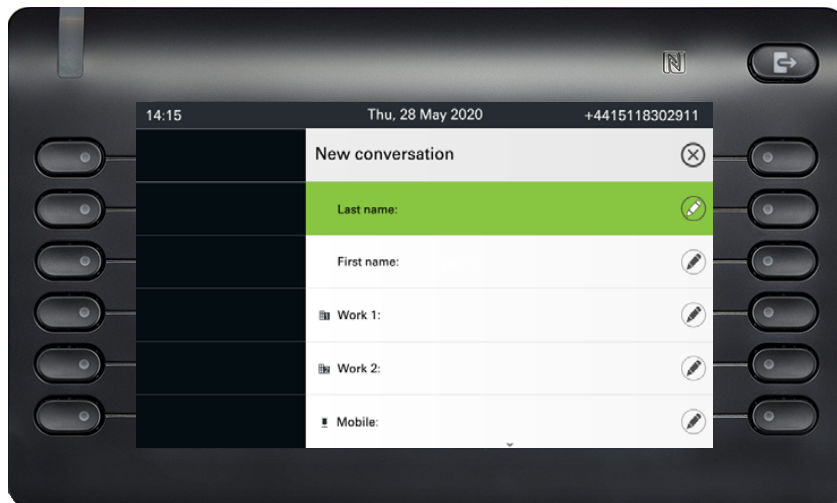 14:15 Thu, 28 May 2020 +4415118302911
New conversation
Last name:
First name:
Work 1:
Work 2:
Mobile: